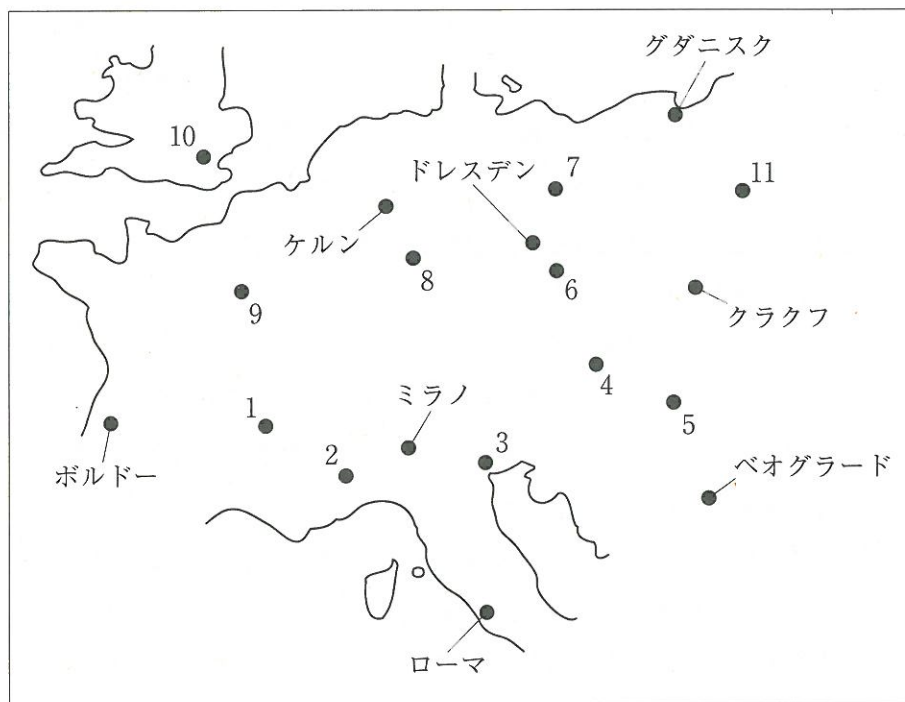 グダニスク
10
7
11
ドレスデン
ケルン
8
6
9
クラクフ
4
ミラノ
1
5
3
2
ボルドー
ベオグラード
ローマ